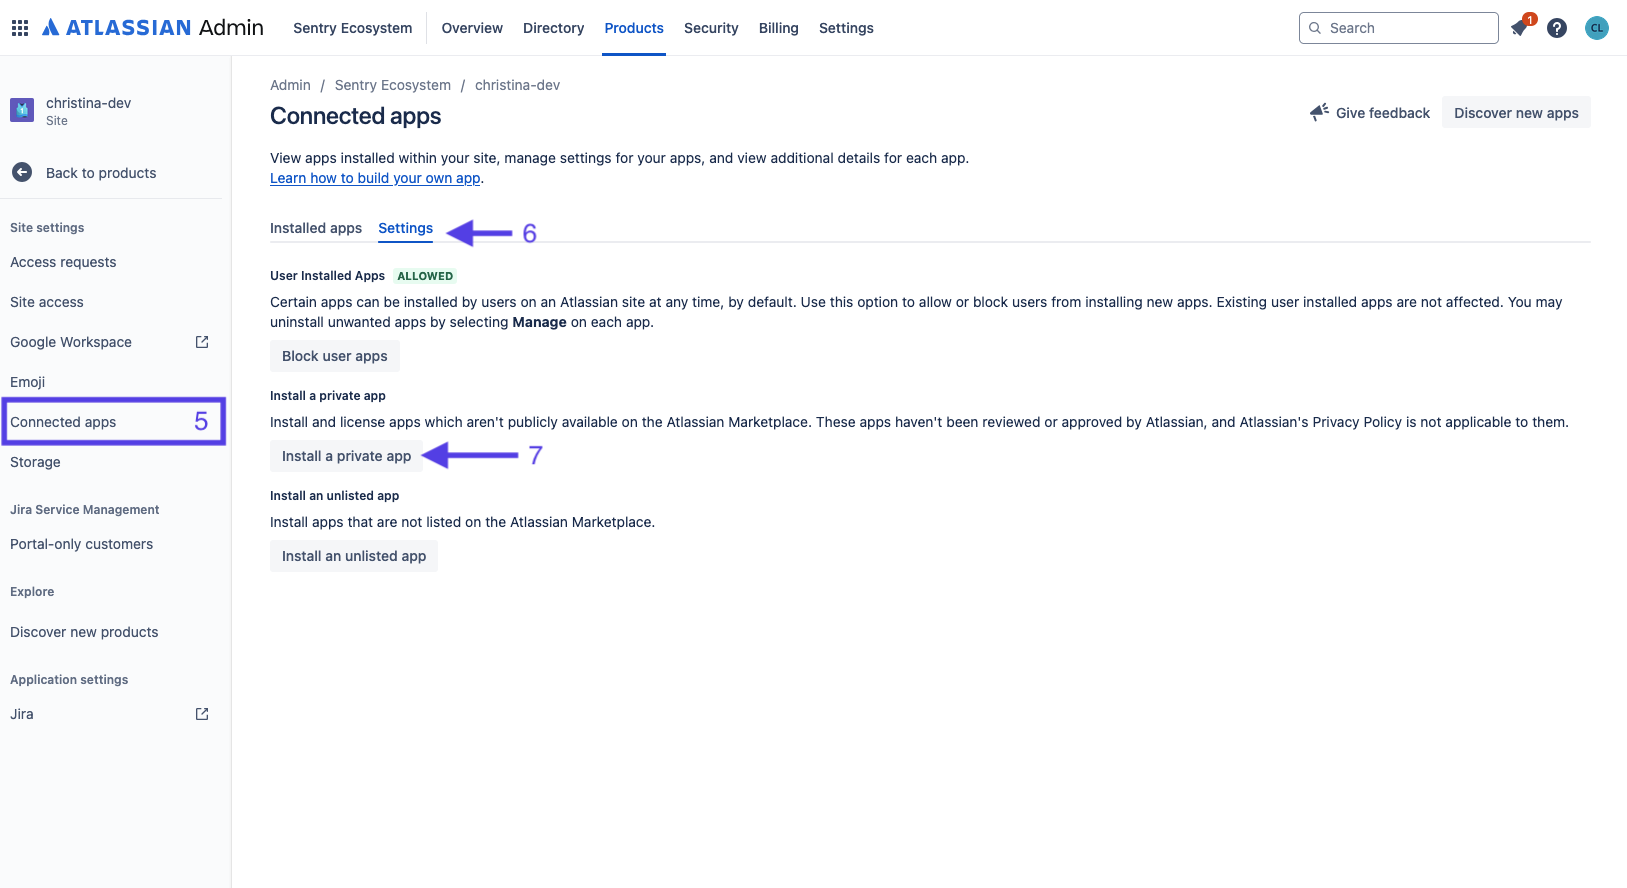 ATLASSIAN Admin
Sentry Ecosystem
Overview
Directory
Products
Security
Billing
Settings
Search
1
?
CL
christina-dev
Site
Back to products
Site settings
Access requests
Site access
Google Workspace
Emoji
Connected apps 5
Storage
Jira Service Management
Portal-only customers
Explore
Discover new products
Application settings
Jira
Admin / Sentry Ecosystem / christina-dev
Connected apps
Give feedback
Discover new apps
View apps installed within your site, manage settings for your apps, and view additional details for each app.
Learn how to build your own app.
Installed apps
Settings
6
User Installed Apps ALLOWED
Certain apps can be installed by users on an Atlassian site at any time, by default. Use this option to allow or block users from installing new apps. Existing user installed apps are not affected. You may
uninstall unwanted apps by selecting Manage on each app.
Block user apps
Install a private app
Install and license apps which aren't publicly available on the Atlassian Marketplace. These apps haven't been reviewed or approved by Atlassian, and Atlassian's Privacy Policy is not applicable to them.
Install a private app
7
Install an unlisted app
Install apps that are not listed on the Atlassian Marketplace.
Install an unlisted app